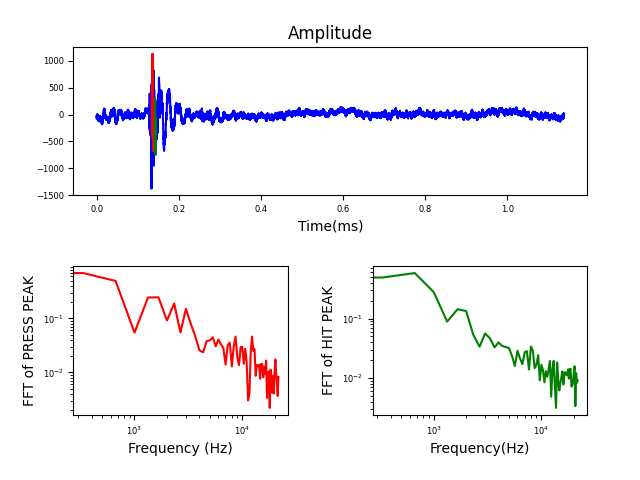 Amplitude
1000
500
0
−500
−1000
−1500
0.0 0.2 0.4 0.6 0.8 1.0
Time(ms)
FFT of PRESS PEAK
10⁻¹
10⁻²
10³ 10⁴
Frequency (Hz)
FFT of HIT PEAK
10⁻¹
10⁻²
10³ 10⁴
Frequency(Hz)